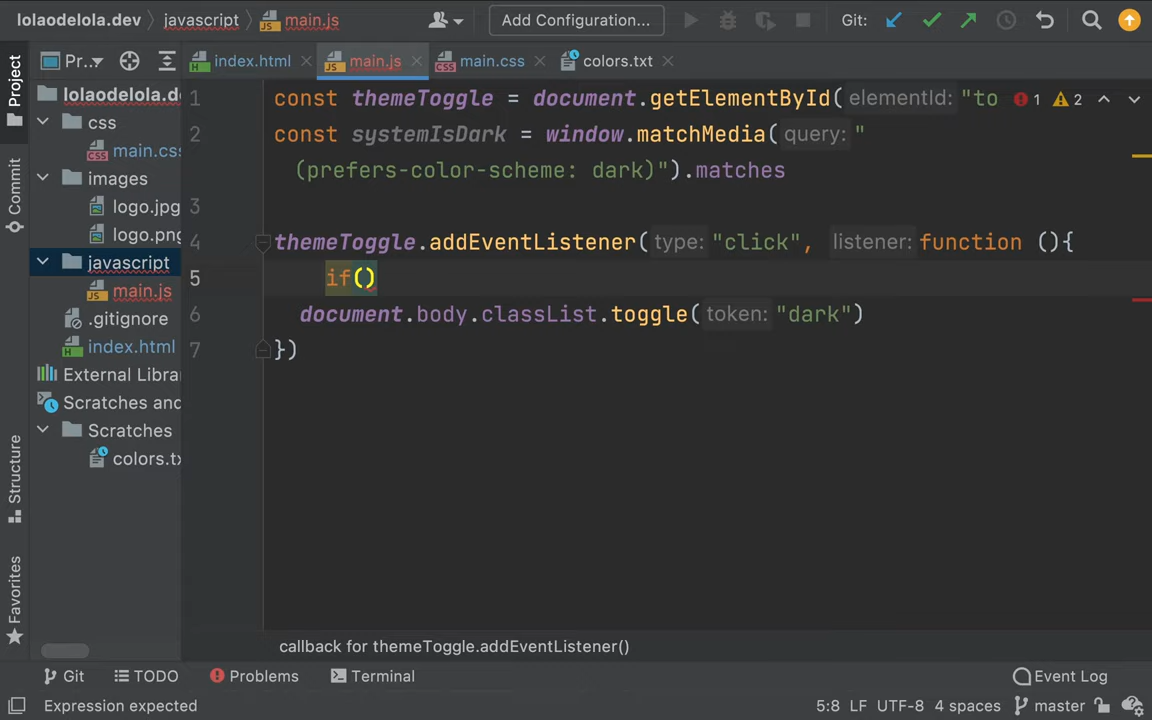 lolaodelola.dev javascript main.js Add Configuration... Git:
Project Pr... index.html main.js main.css colors.txt
lolaodelola.de
css
main.css
images
logo.jpg
logo.png
javascript
main.js
.gitignore
index.html
External Libra
Scratches and
Scratches
colors.tx
Commit
Structure
Favorites
1 const themeToggle = document.getElementById( elementId: "to 1 2
2 const systemIsDark = window.matchMedia( query: "
(prefers-color-scheme: dark)").matches
3
4 themeToggle.addEventListener( type: "click", listener: function (){
5 if()
6 document.body.classList.toggle( token: "dark")
7 })
callback for themeToggle.addEventListener()
Git TODO Problems Terminal Event Log
Expression expected 5:8 LF UTF-8 4 spaces master